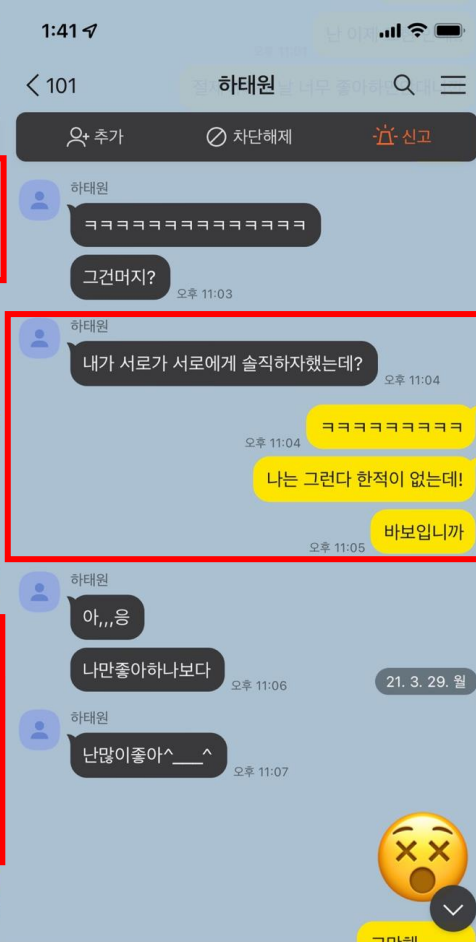 1:41
101
하태원
추가
차단해제
신고
하태원
ㅋㅋㅋㅋㅋㅋㅋㅋㅋㅋㅋㅋㅋㅋ
그건머지?
오후 11:03
하태원
내가 서로가 서로에게 솔직하자했는데?
오후 11:04
ㅋㅋㅋㅋㅋㅋㅋㅋㅋ
오후 11:04
나는 그런다 한적이 없는데!
바보입니까
오후 11:05
하태원
아,,,응
나만좋아하나보다
오후 11:06
21. 3. 29. 월
하태원
난많이좋아^___^
오후 11:07